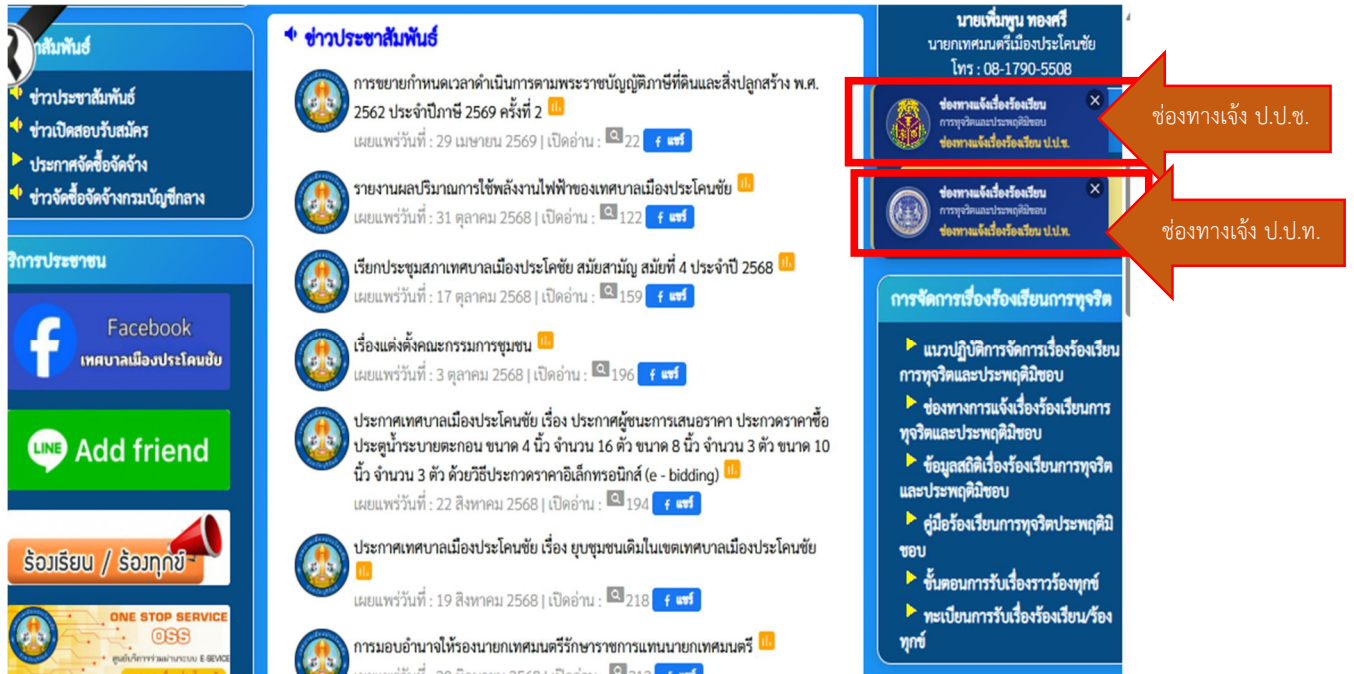 าสัมพันธ์
ข่าวประชาสัมพันธ์
ข่าวเปิดสอบรับสมัคร
ประกาศจัดซื้อจัดจ้าง
ข่าวจัดซื้อจัดจ้างกรมบัญชีกลาง
ริการประชาชน
Facebook
เทศบาลเมืองประโคนชัย
LINE Add friend
ร้องเรียน / ร้องทุกข์
ONE STOP SERVICE
OSS
ข่าวประชาสัมพันธ์
การขยายกำหนดเวลาดำเนินการตามพระราชบัญญัติภาษีที่ดินและสิ่งปลูกสร้าง พ.ศ.
2562 ประจำปีภาษี 2569 ครั้งที่ 2
เผยแพร่วันที่ : 29 เมษายน 2569 | เปิดอ่าน : 22 แชร์
รายงานผลปริมาณการใช้พลังงานไฟฟ้าของเทศบาลเมืองประโคนชัย
เผยแพร่วันที่ : 31 ตุลาคม 2568 | เปิดอ่าน : 122 แชร์
เรียกประชุมสภาเทศบาลเมืองประโคชัย สมัยสามัญ สมัยที่ 4 ประจำปี 2568
เผยแพร่วันที่ : 17 ตุลาคม 2568 | เปิดอ่าน : 159 แชร์
เรื่องแต่งตั้งคณะกรรมการชุมชน
เผยแพร่วันที่ : 3 ตุลาคม 2568 | เปิดอ่าน : 196 แชร์
ประกาศเทศบาลเมืองประโคนชัย เรื่อง ประกาศผู้ชนะการเสนอราคา ประกวดราคาซื้อ
ประตูน้ำระบายตะกอน ขนาด 4 นิ้ว จำนวน 16 ตัว ขนาด 8 นิ้ว จำนวน 3 ตัว ขนาด 10
นิ้ว จำนวน 3 ตัว ด้วยวิธีประกวดราคาอิเล็กทรอนิกส์ (e - bidding)
เผยแพร่วันที่ : 22 สิงหาคม 2568 | เปิดอ่าน : 194 แชร์
ประกาศเทศบาลเมืองประโคนชัย เรื่อง ยุบชุมชนเดิมในเขตเทศบาลเมืองประโคนชัย
เผยแพร่วันที่ : 19 สิงหาคม 2568 | เปิดอ่าน : 218 แชร์
การมอบอำนาจให้รองนายกเทศมนตรีรักษาราชการแทนนายกเทศมนตรี
นายเพิ่มพูน ทองศรี
นายกเทศมนตรีเมืองประโคนชัย
โทร : 08-1790-5508
ช่องทางแจ้งเรื่องร้องเรียน
การทุจริตและประพฤติมิชอบ
ช่องทางแจ้งเรื่องร้องเรียน ป.ป.ช.
ช่องทางแจ้งเรื่องร้องเรียน
การทุจริตและประพฤติมิชอบ
ช่องทางแจ้งเรื่องร้องเรียน ป.ป.ท.
การจัดการเรื่องร้องเรียนการทุจริต
แนวปฏิบัติการจัดการเรื่องร้องเรียน
การทุจริตและประพฤติมิชอบ
ช่องทางการแจ้งเรื่องร้องเรียนการ
ทุจริตและประพฤติมิชอบ
ข้อมูลสถิติเรื่องร้องเรียนการทุจริต
และประพฤติมิชอบ
คู่มือร้องเรียนการทุจริตประพฤติมิ
ชอบ
ขั้นตอนการรับเรื่องราวร้องทุกข์
ทะเบียนการรับเรื่องร้องเรียน/ร้อง
ทุกข์
ช่องทางเจ้ง ป.ป.ช.
ช่องทางเจ้ง ป.ป.ท.